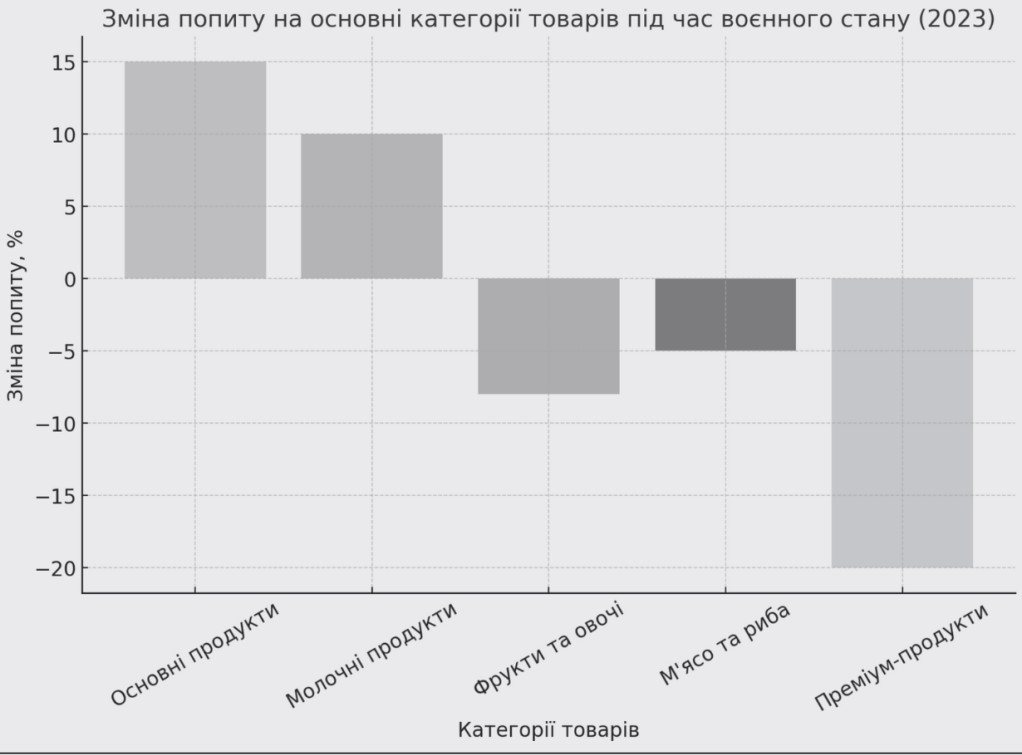 Зміна попиту на основні категорії товарів під час воєнного стану (2023)
Зміна попиту, %
15
10
5
0
−5
−10
−15
−20
Основні продукти
Молочні продукти
Фрукти та овочі
М'ясо та риба
Преміум-продукти
Категорії товарів